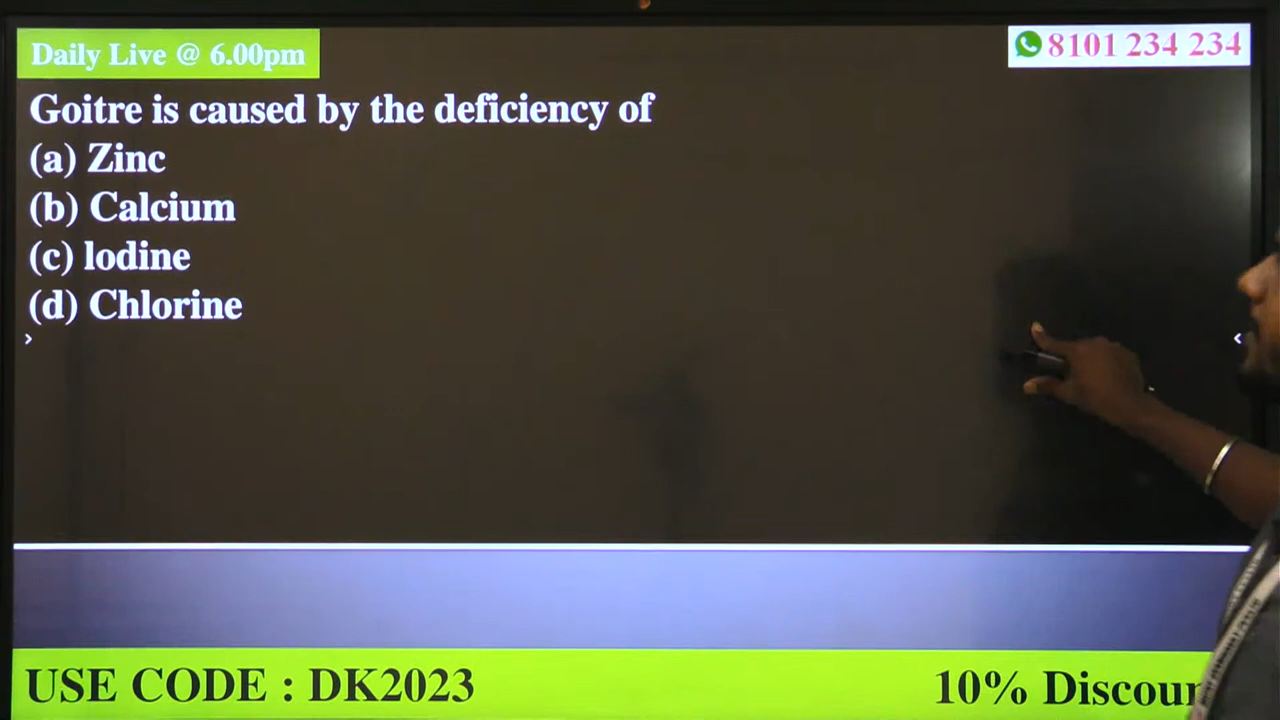 Daily Live @ 6.00pm
8101 234 234
Goitre is caused by the deficiency of
(a) Zinc
(b) Calcium
(c) lodine
(d) Chlorine
USE CODE : DK2023
10% Discoun